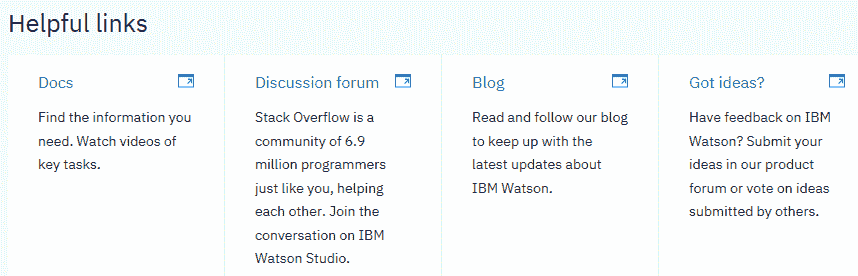 Helpful links
Docs
Find the information you
need. Watch videos of
key tasks.
Discussion forum
Stack Overflow is a
community of 6.9
million programmers
just like you, helping
each other. Join the
conversation on IBM
Watson Studio.
Blog
Read and follow our blog
to keep up with the
latest updates about
IBM Watson.
Got ideas?
Have feedback on IBM
Watson? Submit your
ideas in our product
forum or vote on ideas
submitted by others.